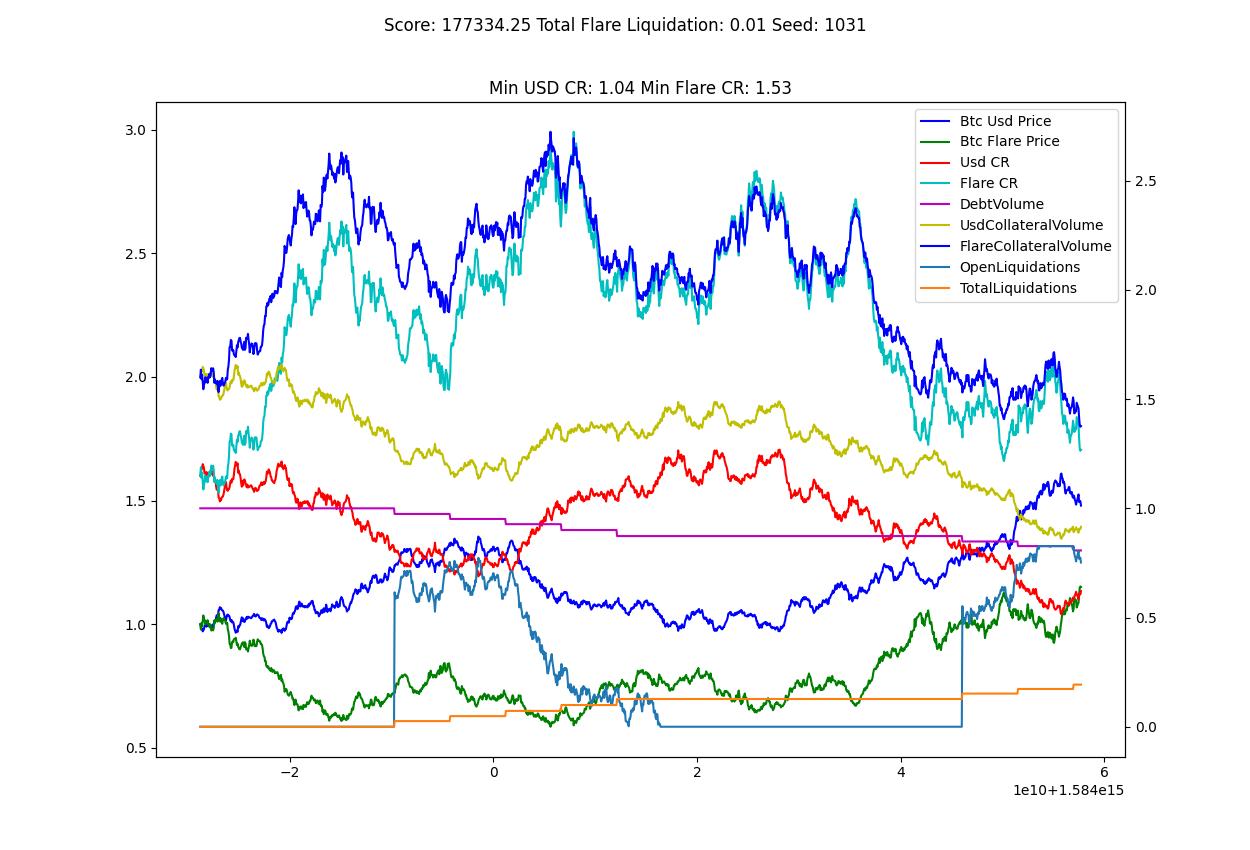 Score: 177334.25 Total Flare Liquidation: 0.01 Seed: 1031
Min USD CR: 1.04 Min Flare CR: 1.53
3.0
2.5
2.0
1.5
1.0
0.5
Btc Usd Price
Btc Flare Price
Usd CR
Flare CR
DebtVolume
UsdCollateralVolume
FlareCollateralVolume
OpenLiquidations
TotalLiquidations
2.5
2.0
1.5
1.0
0.5
0.0
−2 0 2 4 6
1e10+1.584e15